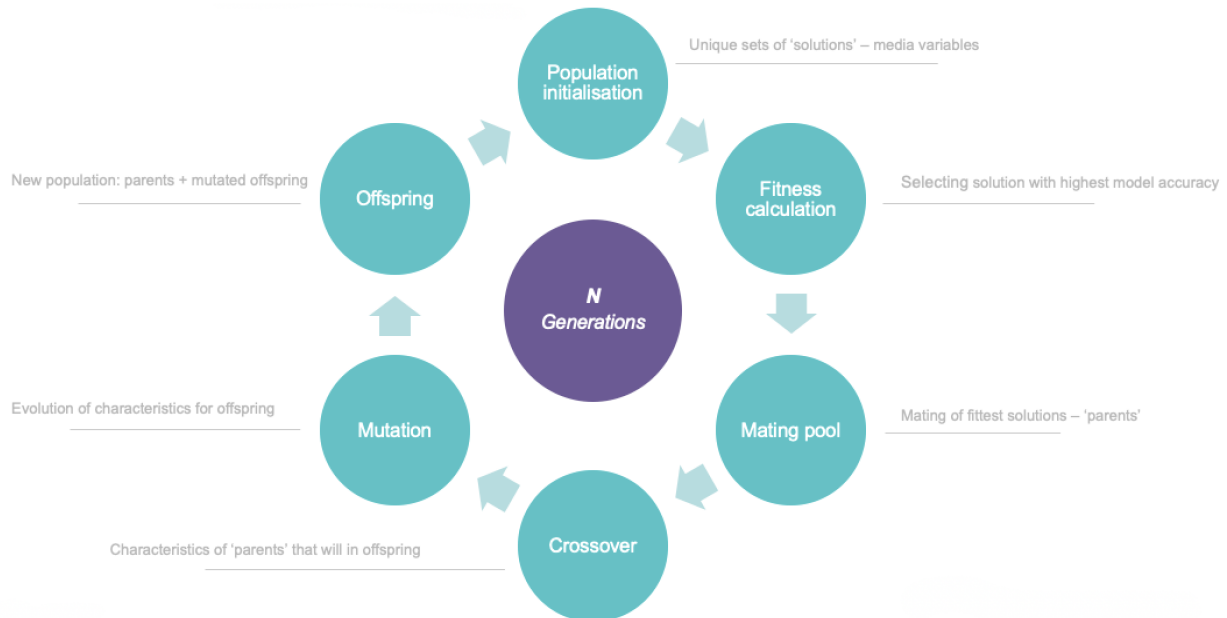 Population
initialisation
Unique sets of ‘solutions’ – media variables
Fitness
calculation
Selecting solution with highest model accuracy
Mating pool
Mating of fittest solutions – ‘parents’
Crossover
Characteristics of ‘parents’ that will in offspring
Mutation
Evolution of characteristics for offspring
Offspring
New population: parents + mutated offspring
N
Generations